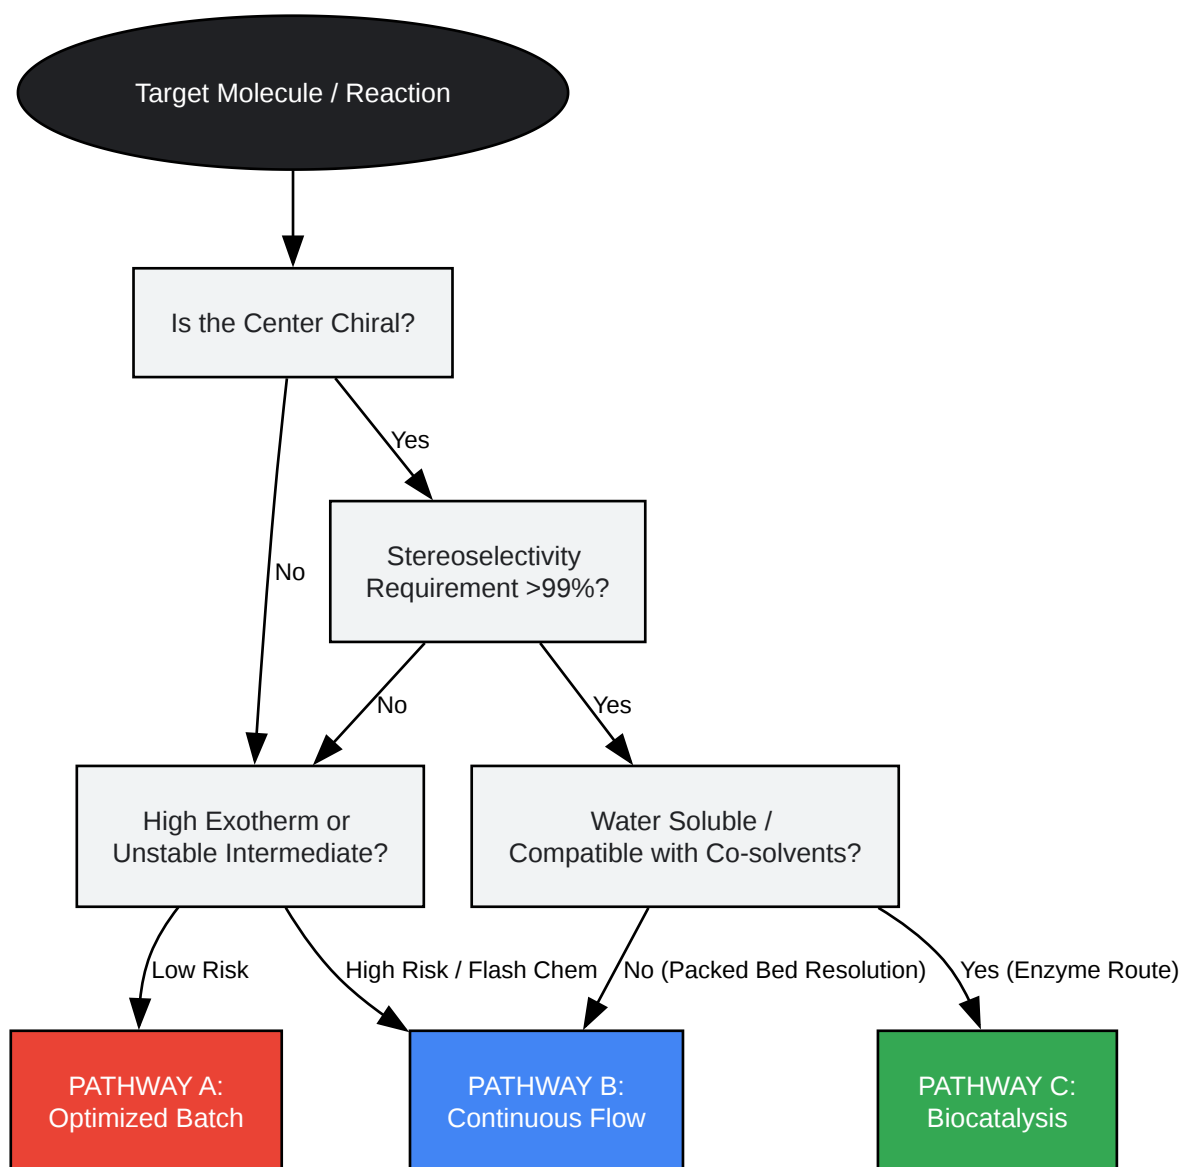 Target Molecule / Reaction
Is the Center Chiral?
Yes
Stereoselectivity
Requirement >99%?
No
No
Yes
High Exotherm or
Unstable Intermediate?
Water Soluble /
Compatible with Co-solvents?
Low Risk
High Risk / Flash Chem
No (Packed Bed Resolution)
Yes (Enzyme Route)
PATHWAY A:
Optimized Batch
PATHWAY B:
Continuous Flow
PATHWAY C:
Biocatalysis